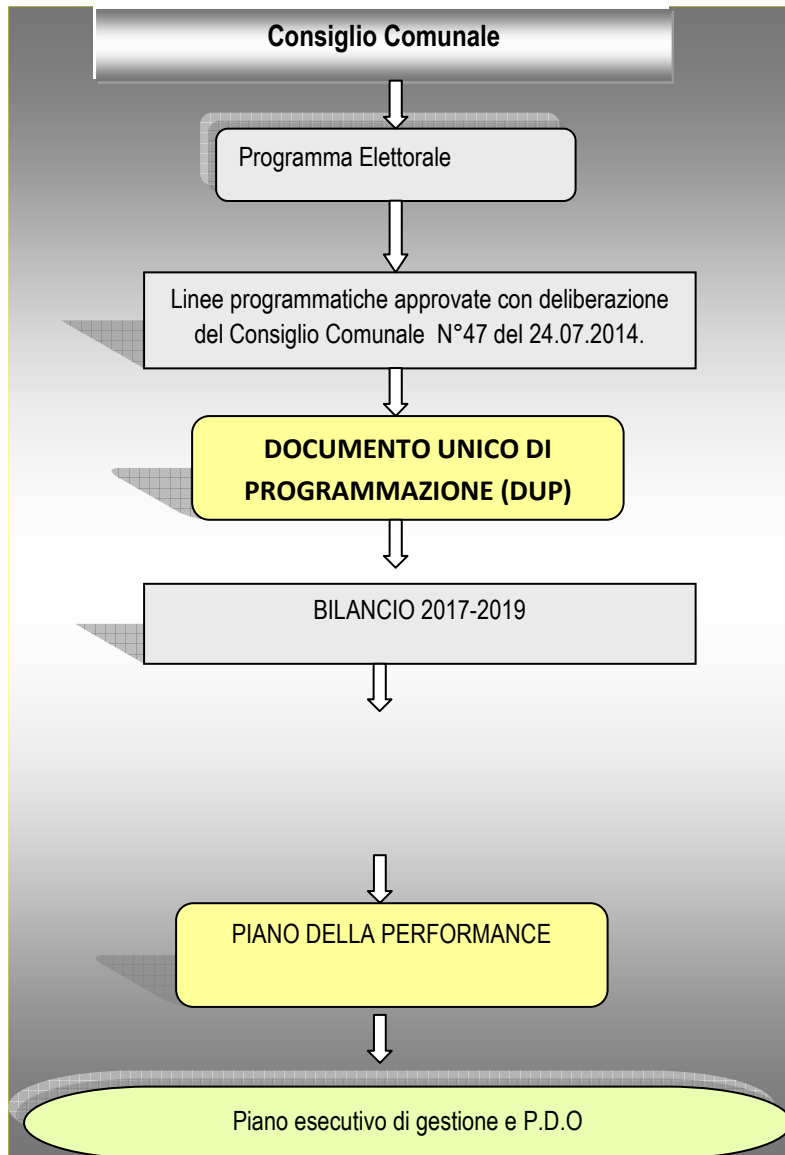 Consiglio Comunale
Programma Elettorale
Linee programmatiche approvate con deliberazione
del Consiglio Comunale N°47 del 24.07.2014.
DOCUMENTO UNICO DI
PROGRAMMAZIONE (DUP)
BILANCIO 2017-2019
PIANO DELLA PERFORMANCE
Piano esecutivo di gestione e P.D.O